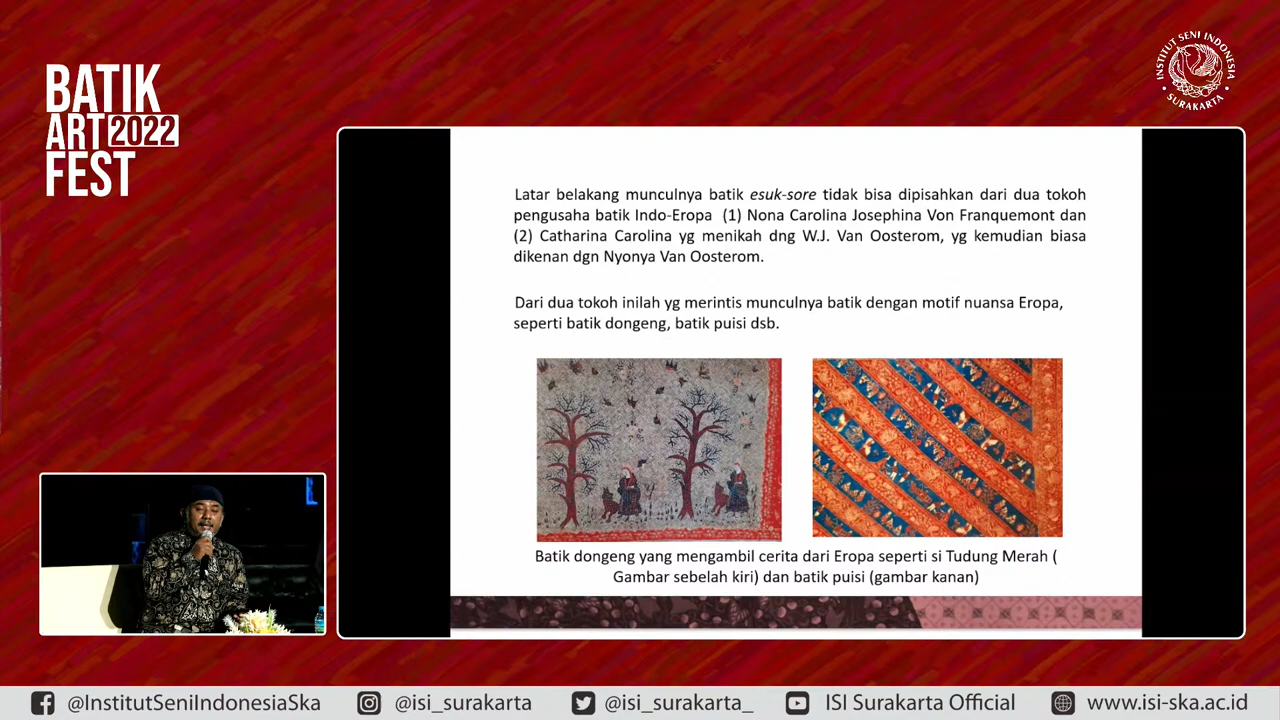 BATIK
ART 2022
FEST
INSTITUT SENI INDONESIA
SURAKARTA
Latar belakang munculnya batik esuk-sore tidak bisa dipisahkan dari dua tokoh
pengusaha batik Indo-Eropa (1) Nona Carolina Josephina Von Franquemont dan
(2) Catharina Carolina yg menikah dng W.J. Van Oosterom, yg kemudian biasa
dikenan dgn Nyonya Van Oosterom.
Dari dua tokoh inilah yg merintis munculnya batik dengan motif nuansa Eropa,
seperti batik dongeng, batik puisi dsb.
Batik dongeng yang mengambil cerita dari Eropa seperti si Tudung Merah (
Gambar sebelah kiri) dan batik puisi (gambar kanan)
@InstitutSeniIndonesiaSka
@isi_surakarta
@isi_surakarta_
ISI Surakarta Official
www.isi-ska.ac.id